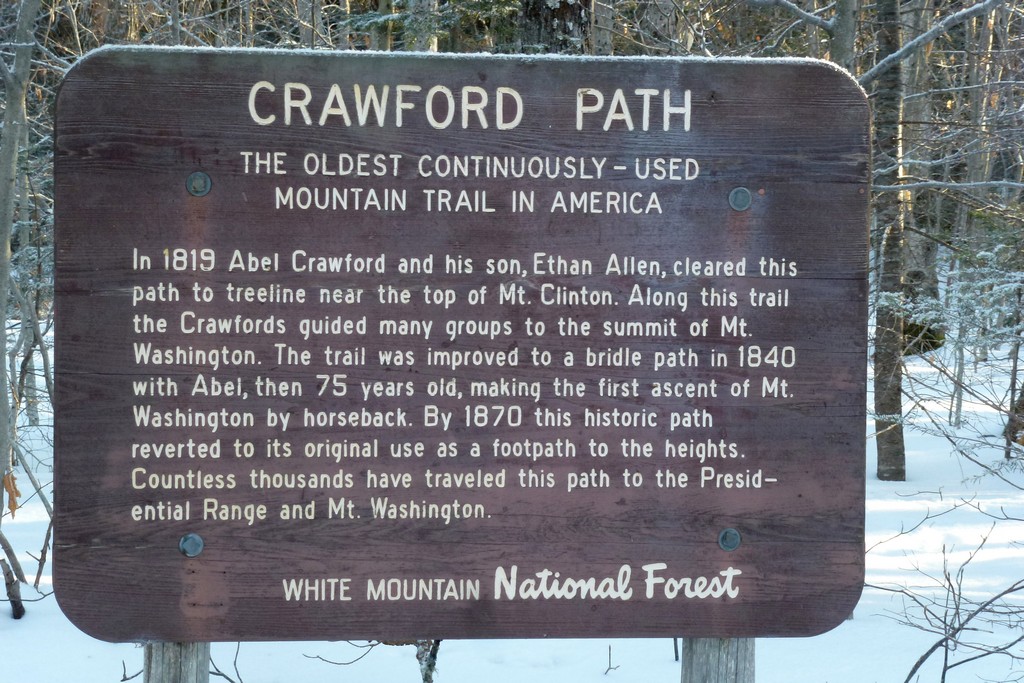 CRAWFORD PATH
THE OLDEST CONTINUOUSLY-USED
MOUNTAIN TRAIL IN AMERICA
In 1819 Abel Crawford and his son, Ethan Allen, cleared this
path to treeline near the top of Mt. Clinton. Along this trail
the Crawfords guided many groups to the summit of Mt.
Washington. The trail was improved to a bridle path in 1840
with Abel, then 75 years old, making the first ascent of Mt.
Washington by horseback. By 1870 this historic path
reverted to its original use as a footpath to the heights.
Countless thousands have traveled this path to the Presid-
ential Range and Mt. Washington.
WHITE MOUNTAIN National Forest